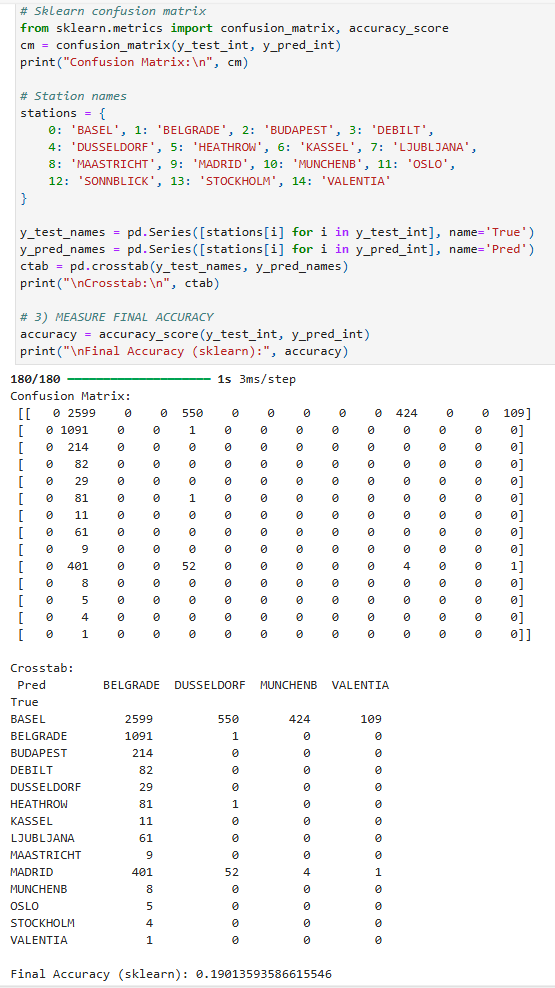 # Sklearn confusion matrix
from sklearn.metrics import confusion_matrix, accuracy_score
cm = confusion_matrix(y_test_int, y_pred_int)
print("Confusion Matrix:\n", cm)

# Station names
stations = {
    0: 'BASEL', 1: 'BELGRADE', 2: 'BUDAPEST', 3: 'DEBILT',
    4: 'DUSSELDORF', 5: 'HEATHROW', 6: 'KASSEL', 7: 'LJUBLJANA',
    8: 'MAASTRICHT', 9: 'MADRID', 10: 'MUNCHENB', 11: 'OSLO',
    12: 'SONNBLICK', 13: 'STOCKHOLM', 14: 'VALENTIA'
}

y_test_names = pd.Series([stations[i] for i in y_test_int], name='True')
y_pred_names = pd.Series([stations[i] for i in y_pred_int], name='Pred')
ctab = pd.crosstab(y_test_names, y_pred_names)
print("\nCrosstab:\n", ctab)

# 3) MEASURE FINAL ACCURACY
accuracy = accuracy_score(y_test_int, y_pred_int)
print("\nFinal Accuracy (sklearn):", accuracy)
180/180 ━━━━━━━━━━━━━━━━━━━━ 1s 3ms/step
Confusion Matrix:
 [[   0 2599    0    0  550    0    0    0    0    0  424    0    0  109]
 [   0 1091    0    0    1    0    0    0    0    0    0    0    0    0]
 [   0  214    0    0    0    0    0    0    0    0    0    0    0    0]
 [   0   82    0    0    0    0    0    0    0    0    0    0    0    0]
 [   0   29    0    0    0    0    0    0    0    0    0    0    0    0]
 [   0   81    0    0    1    0    0    0    0    0    0    0    0    0]
 [   0   11    0    0    0    0    0    0    0    0    0    0    0    0]
 [   0   61    0    0    0    0    0    0    0    0    0    0    0    0]
 [   0    9    0    0    0    0    0    0    0    0    0    0    0    0]
 [   0  401    0    0   52    0    0    0    0    0    4    0    0    1]
 [   0    8    0    0    0    0    0    0    0    0    0    0    0    0]
 [   0    5    0    0    0    0    0    0    0    0    0    0    0    0]
 [   0    4    0    0    0    0    0    0    0    0    0    0    0    0]
 [   0    1    0    0    0    0    0    0    0    0    0    0    0    0]]

Crosstab:
 Pred        BELGRADE  DUSSELDORF  MUNCHENB  VALENTIA
True
BASEL           2599         550       424       109
BELGRADE        1091           1         0         0
BUDAPEST         214           0         0         0
DEBILT            82           0         0         0
DUSSELDORF        29           0         0         0
HEATHROW          81           1         0         0
KASSEL            11           0         0         0
LJUBLJANA         61           0         0         0
MAASTRICHT         9           0         0         0
MADRID           401          52         4         1
MUNCHENB           8           0         0         0
OSLO               5           0         0         0
STOCKHOLM          4           0         0         0
VALENTIA           1           0         0         0

Final Accuracy (sklearn): 0.19013593586615546